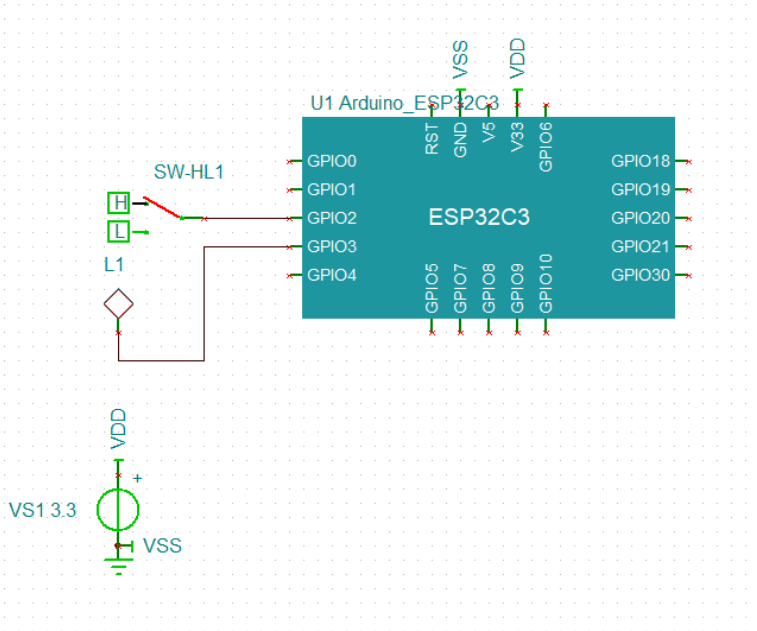 VSS
VDD
U1 Arduino_ESP32C3
RST
GND
V5
V33
GPIO6
GPIO0
GPIO1
GPIO2
GPIO3
GPIO4
ESP32C3
GPIO18
GPIO19
GPIO20
GPIO21
GPIO30
GPIO5
GPIO7
GPIO8
GPIO9
GPIO10
SW-HL1
H
L
L1
VDD
+
VS1 3.3
VSS